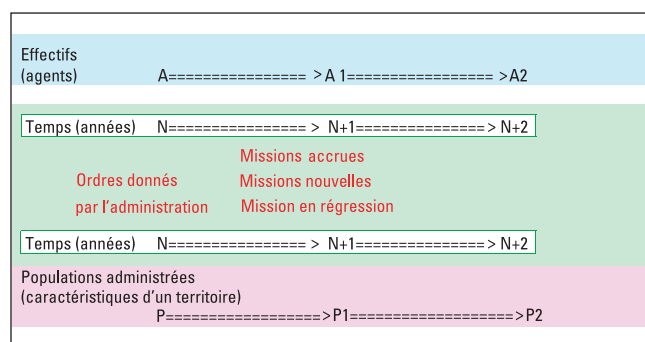 Effectifs
(agents) A================ >A 1================= >A2
Temps (années) N================ > N+1===============> N+2
Missions accrues
Ordres donnés Missions nouvelles
par l'administration Mission en régression
Temps (années) N================ > N+1===============> N+2
Populations administrées
(caractéristiques d'un territoire)
P==================>P1===================>P2